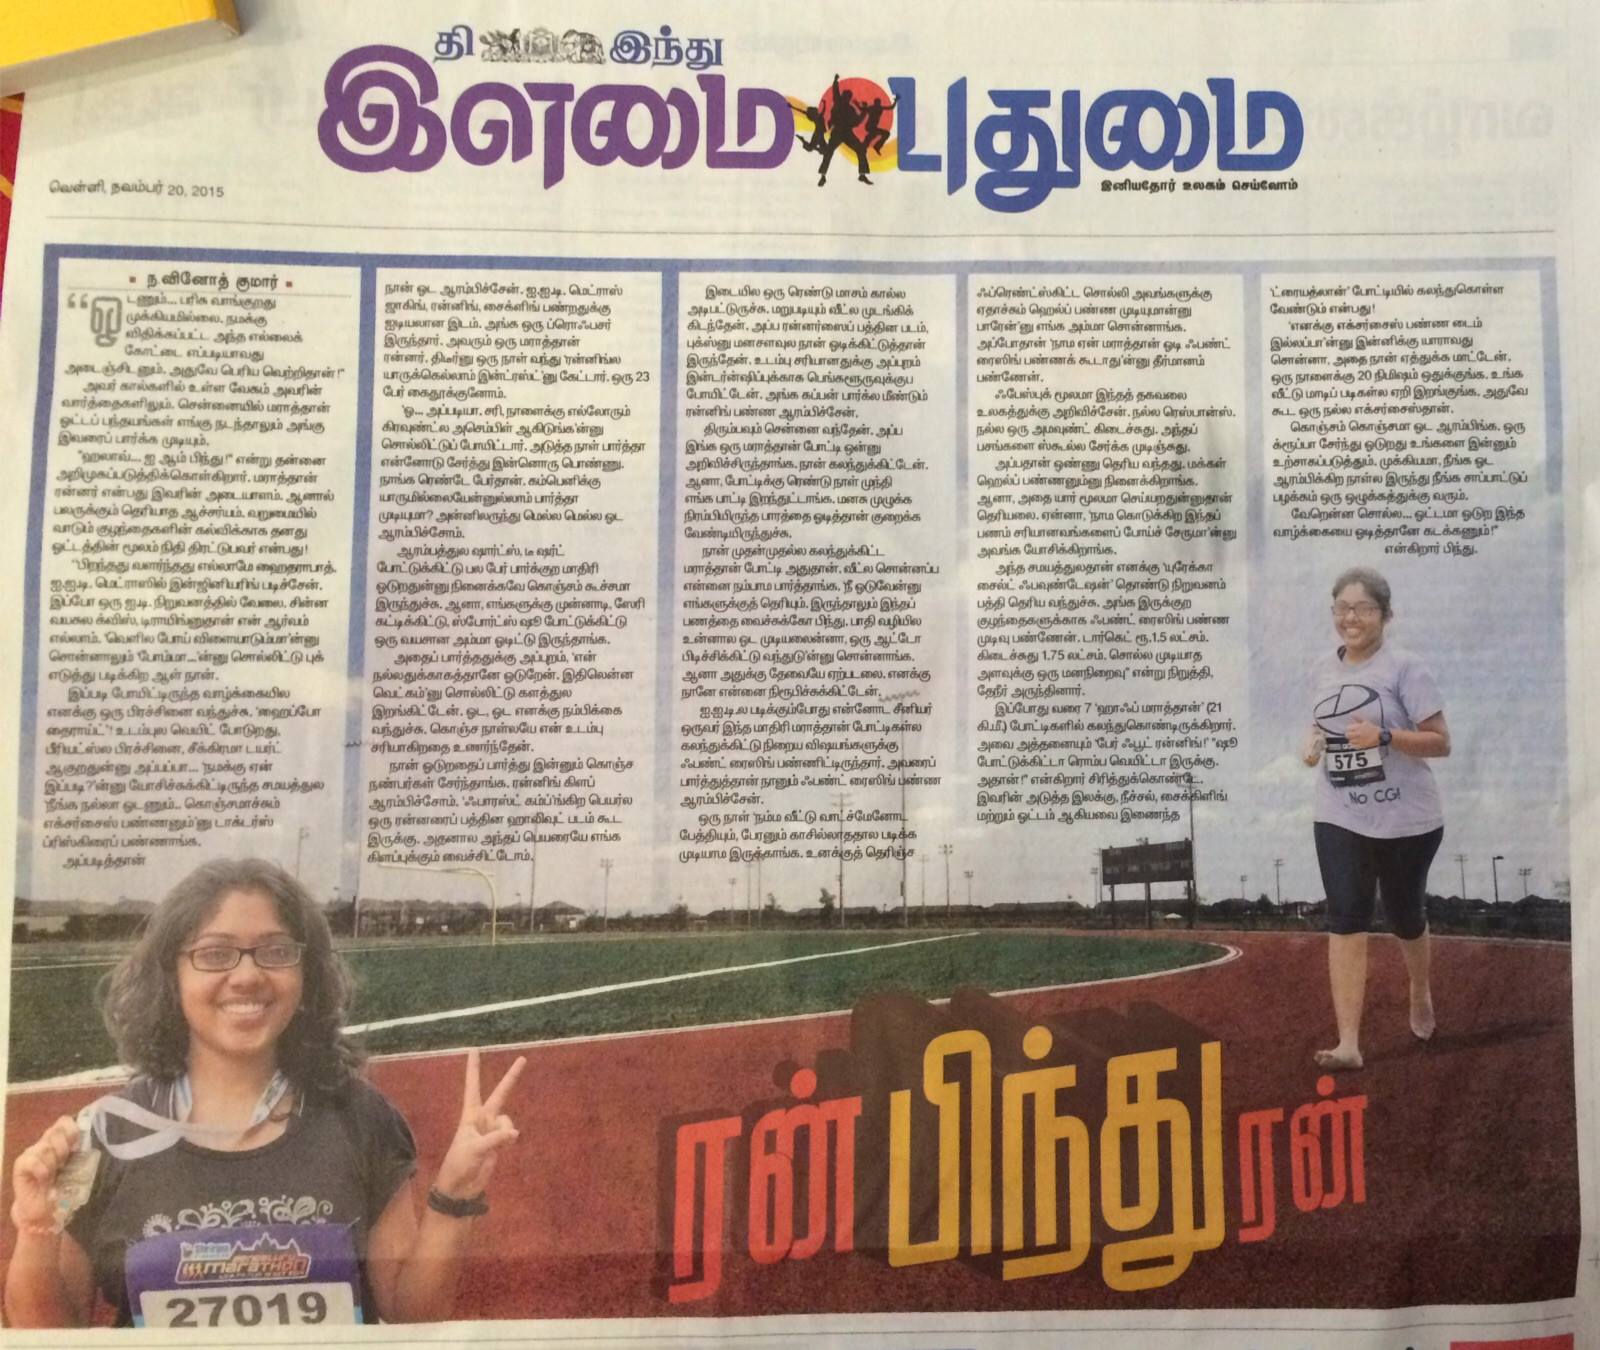 தி இந்து
இளமை புதுமை
இனியதோர் உலகம் செய்வோம்
வெள்ளி, நவம்பர் 20, 2015
ந.வினோத் குமார்
“ஓடணும்... பரிசு வாங்குறது
முக்கியமில்லை. நமக்கு
விதிக்கப்பட்ட அந்த எல்லைக்
கோட்டை எப்படியாவது
அடைஞ்சிடணும். அதுவே பெரிய வெற்றிதான்!”
அவர் கால்களில் உள்ள வேகம் அவரின்
வார்த்தைகளிலும். சென்னையில் மராத்தான்
ஓட்டப் பந்தயங்கள் எங்கு நடந்தாலும் அங்கு
இவரைப் பார்க்க முடியும்.
“ஹலாவ்... ஐ ஆம் பிந்து!” என்று தன்னை
அறிமுகப்படுத்திக்கொள்கிறார். மராத்தான்
ரன்னர் என்பது இவரின் அடையாளம். ஆனால்
பலருக்கும் தெரியாத ஆச்சர்யம். வறுமையில்
வாடும் குழந்தைகளின் கல்விக்காக தனது
ஓட்டத்தின் மூலம் நிதி திரட்டுபவர் என்பது!
“பிறந்தது வளர்ந்தது எல்லாமே ஹைதராபாத்.
ஐ.ஐ.டி. மெட்ராஸில் இன்ஜினியரிங் படிச்சேன்.
இப்போ ஒரு ஐ.டி. நிறுவனத்தில் வேலை. சின்ன
வயசுல க்விஸ், டிராயிங்னுதான் என் ஆர்வம்
எல்லாம். ‘வெளில போய் விளையாடும்மா’ன்னு
சொன்னாலும் ‘போம்மா...’ன்னு சொல்லிட்டு புக்
எடுத்து படிக்கிற ஆள் நான்.
இப்படி போயிட்டிருந்த வாழ்க்கையில
எனக்கு ஒரு பிரச்சினை வந்துச்சு. ‘ஹைப்போ
தைராய்ட்’! உடம்புல வெயிட் போடுறது,
பீரியட்ஸ்ல பிரச்சினை, சீக்கிரமா டயர்ட்
ஆகுறதுன்னு அப்பப்பா... ‘நமக்கு ஏன்
இப்படி?’ன்னு யோசிச்சுக்கிட்டிருந்த சமயத்துல
‘நீங்க நல்லா ஓடணும்.. கொஞ்சமாச்சும்
எக்சர்சைஸ் பண்ணனும்’னு டாக்டர்ஸ்
ப்ரிஸ்கிரைப் பண்ணாங்க.
அப்படித்தான்
நான் ஓட ஆரம்பிச்சேன். ஐ.ஐ.டி. மெட்ராஸ்
ஜாகிங், ரன்னிங், சைக்ளிங் பண்றதுக்கு
ஐடியலான இடம். அங்க ஒரு ப்ரொஃபசர்
இருந்தார். அவரும் ஒரு மராத்தான்
ரன்னர். திடீர்னு ஒரு நாள் வந்து ‘ரன்னிங்ல
யாருக்கெல்லாம் இன்ட்ரஸ்ட்’னு கேட்டார். ஒரு 23
பேர் கைதூக்குனோம்.
‘ஓ... அப்படியா. சரி, நாளைக்கு எல்லோரும்
கிரவுண்ட்ல அசெம்பிள் ஆகிடுங்க’ன்னு
சொல்லிட்டுப் போயிட்டார். அடுத்த நாள் பார்த்தா
என்னோடு சேர்த்து இன்னொரு பொண்ணு.
நாங்க ரெண்டே பேர்தான். கம்பெனிக்கு
யாருமில்லையேன்னுல்லாம் பார்த்தா
முடியுமா? அன்னிலருந்து மெல்ல மெல்ல ஓட
ஆரம்பிச்சோம்.
ஆரம்பத்துல ஷார்ட்ஸ், டீ ஷர்ட்
போட்டுக்கிட்டு பல பேர் பார்க்குற மாதிரி
ஓடுறதுன்னு நினைக்கவே கொஞ்சம் கூச்சமா
இருந்துச்சு. ஆனா, எங்களுக்கு முன்னாடி, ஸேரி
கட்டிக்கிட்டு, ஸ்போர்ட்ஸ் ஷூ போட்டுக்கிட்டு
ஒரு வயசான அம்மா ஓடிட்டு இருந்தாங்க.
அதைப் பார்த்ததுக்கு அப்புறம், ‘என்
நல்லதுக்காகத்தானே ஓடுறேன். இதிலென்ன
வெட்கம்’னு சொல்லிட்டு களத்துல
இறங்கிட்டேன். ஓட, ஓட எனக்கு நம்பிக்கை
வந்துச்சு. கொஞ்ச நாள்லயே என் உடம்பு
சரியாகிறதை உணர்ந்தேன்.
நான் ஓடுறதைப் பார்த்து இன்னும் கொஞ்ச
நண்பர்கள் சேர்ந்தாங்க. ரன்னிங் கிளப்
ஆரம்பிச்சோம். ‘ஃபாரஸ்ட் கம்ப்’ங்கிற பெயர்ல
ஒரு ரன்னரைப் பத்தின ஹாலிவுட் படம் கூட
இருக்கு. அதனால அந்தப் பெயரையே எங்க
கிளப்புக்கும் வைச்சிட்டோம்.
இடையில ஒரு ரெண்டு மாசம் கால்ல
அடிபட்டுருச்சு. மறுபடியும் வீட்ல முடங்கிக்
கிடந்தேன். அப்ப ரன்னர்ஸைப் பத்தின படம்,
புக்ஸ்னு மனசளவுல நான் ஓடிக்கிட்டுத்தான்
இருந்தேன். உடம்பு சரியானதுக்கு அப்புறம்
இன்டர்ன்ஷிப்புக்காக பெங்களூருவுக்குப
போயிட்டேன். அங்க கப்பன் பார்க்ல மீண்டும்
ரன்னிங் பண்ண ஆரம்பிச்சேன்.
திரும்பவும் சென்னை வந்தேன். அப்ப
இங்க ஒரு மராத்தான் போட்டி ஒன்னு
அறிவிச்சிருந்தாங்க. நான் கலந்துக்கிட்டேன்.
ஆனா, போட்டிக்கு ரெண்டு நாள் முந்தி
எங்க பாட்டி இறந்துட்டாங்க. மனசு முழுக்க
நிரம்பியிருந்த பாரத்தை ஓடித்தான் குறைக்க
வேண்டியிருந்துச்சு.
நான் முதன்முதல்ல கலந்துக்கிட்ட
மராத்தான் போட்டி அதுதான். வீட்ல சொன்னப்ப
என்னை நம்பாம பார்த்தாங்க. ‘நீ ஓடுவேன்னு
எங்களுக்குத் தெரியும். இருந்தாலும் இந்தப்
பணத்தை வைச்சுக்கோ பிந்து. பாதி வழியில
உன்னால ஓட முடியலைன்னா, ஒரு ஆட்டோ
பிடிச்சிக்கிட்டு வந்துடு’ன்னு சொன்னாங்க.
ஆனா அதுக்கு தேவையே ஏற்படலை. எனக்கு
நானே என்னை நிரூபிச்சுக்கிட்டேன்.
ஐ.ஐ.டி.ல படிக்கும்போது என்னோட சீனியர்
ஒருவர் இந்த மாதிரி மராத்தான் போட்டிகள்ல
கலந்துக்கிட்டு நிறைய விஷயங்களுக்கு
ஃபண்ட் ரைஸிங் பண்ணிட்டிருந்தார். அவரைப்
பார்த்துத்தான் நானும் ஃபண்ட் ரைஸிங் பண்ண
ஆரம்பிச்சேன்.
ஒரு நாள் ‘நம்ம வீட்டு வாட்ச்மேனோட
பேத்தியும், பேரனும் காசில்லாததால படிக்க
முடியாம இருக்காங்க. உனக்குத் தெரிஞ்ச
ஃப்ரெண்ட்ஸ்கிட்ட சொல்லி அவங்களுக்கு
ஏதாச்சும் ஹெல்ப் பண்ண முடியுமான்னு
பாரேன்’னு எங்க அம்மா சொன்னாங்க.
அப்போதான் ‘நாம ஏன் மராத்தான் ஓடி ஃபண்ட்
ரைஸிங் பண்ணக் கூடாது’ன்னு தீர்மானம்
பண்ணேன்.
ஃபேஸ்புக் மூலமா இந்தத் தகவலை
உலகத்துக்கு அறிவிச்சேன். நல்ல ரெஸ்பான்ஸ்.
நல்ல ஒரு அமவுண்ட் கிடைச்சுது. அந்தப்
பசங்களை ஸ்கூல்ல சேர்க்க முடிஞ்சுது.
அப்பதான் ஒண்ணு தெரிய வந்தது. மக்கள்
ஹெல்ப் பண்ணனும்னு நினைக்கிறாங்க.
ஆனா, அதை யார் மூலமா செய்யறதுன்னுதான்
தெரியலை. ஏன்னா, ‘நாம கொடுக்கிற இந்தப்
பணம் சரியானவங்களைப் போய்ச் சேருமா’ன்னு
அவங்க யோசிக்கிறாங்க.
அந்த சமயத்துலதான் எனக்கு ‘யுரேக்கா
சைல்ட் ஃபவுண்டேஷன்’ தொண்டு நிறுவனம்
பத்தி தெரிய வந்துச்சு. அங்க இருக்குற
குழந்தைகளுக்காக ஃபண்ட் ரைஸிங் பண்ண
முடிவு பண்ணேன். டார்கெட் ரூ.1.5 லட்சம்.
கிடைச்சுது 1.75 லட்சம். சொல்ல முடியாத
அளவுக்கு ஒரு மனநிறைவு” என்று நிறுத்தி,
தேநீர் அருந்தினார்.
இப்போது வரை 7 ‘ஹாஃப் மராத்தான்’ (21
கி.மீ.) போட்டிகளில் கலந்துகொண்டிருக்கிறார்.
அவை அத்தனையும் ‘பேர் ஃபூட் ரன்னிங்!’ “ஷூ
போட்டுக்கிட்டா ரொம்ப வெயிட்டா இருக்கு.
அதான்!” என்கிறார் சிரித்துக்கொண்டே.
இவரின் அடுத்த இலக்கு, நீச்சல், சைக்கிளிங்
மற்றும் ஓட்டம் ஆகியவை இணைந்த
‘ட்ரையத்லான்’ போட்டியில் கலந்துகொள்ள
வேண்டும் என்பது!
‘எனக்கு எக்சர்சைஸ் பண்ண டைம்
இல்லப்பா’ன்னு இன்னிக்கு யாராவது
சொன்னா, அதை நான் ஏத்துக்க மாட்டேன்.
ஒரு நாளைக்கு 20 நிமிஷம் ஒதுக்குங்க. உங்க
வீட்டு மாடிப் படிகள்ல ஏறி இறங்குங்க. அதுவே
கூட ஒரு நல்ல எக்சர்சைஸ்தான்.
கொஞ்சம் கொஞ்சமா ஓட ஆரம்பிங்க. ஒரு
க்ரூப்பா சேர்ந்து ஓடுறது உங்களை இன்னும்
உற்சாகப்படுத்தும். முக்கியமா, நீங்க ஓட
ஆரம்பிக்கிற நாள்ல இருந்து நீங்க சாப்பாட்டுப்
பழக்கம் ஒரு ஒழுக்கத்துக்கு வரும்.
வேறென்ன சொல்ல... ஓட்டமா ஓடுற இந்த
வாழ்க்கையை ஓடித்தானே கடக்கணும்!”
என்கிறார் பிந்து.
575
No CG!
ரன் பிந்து ரன்
marathon
27019